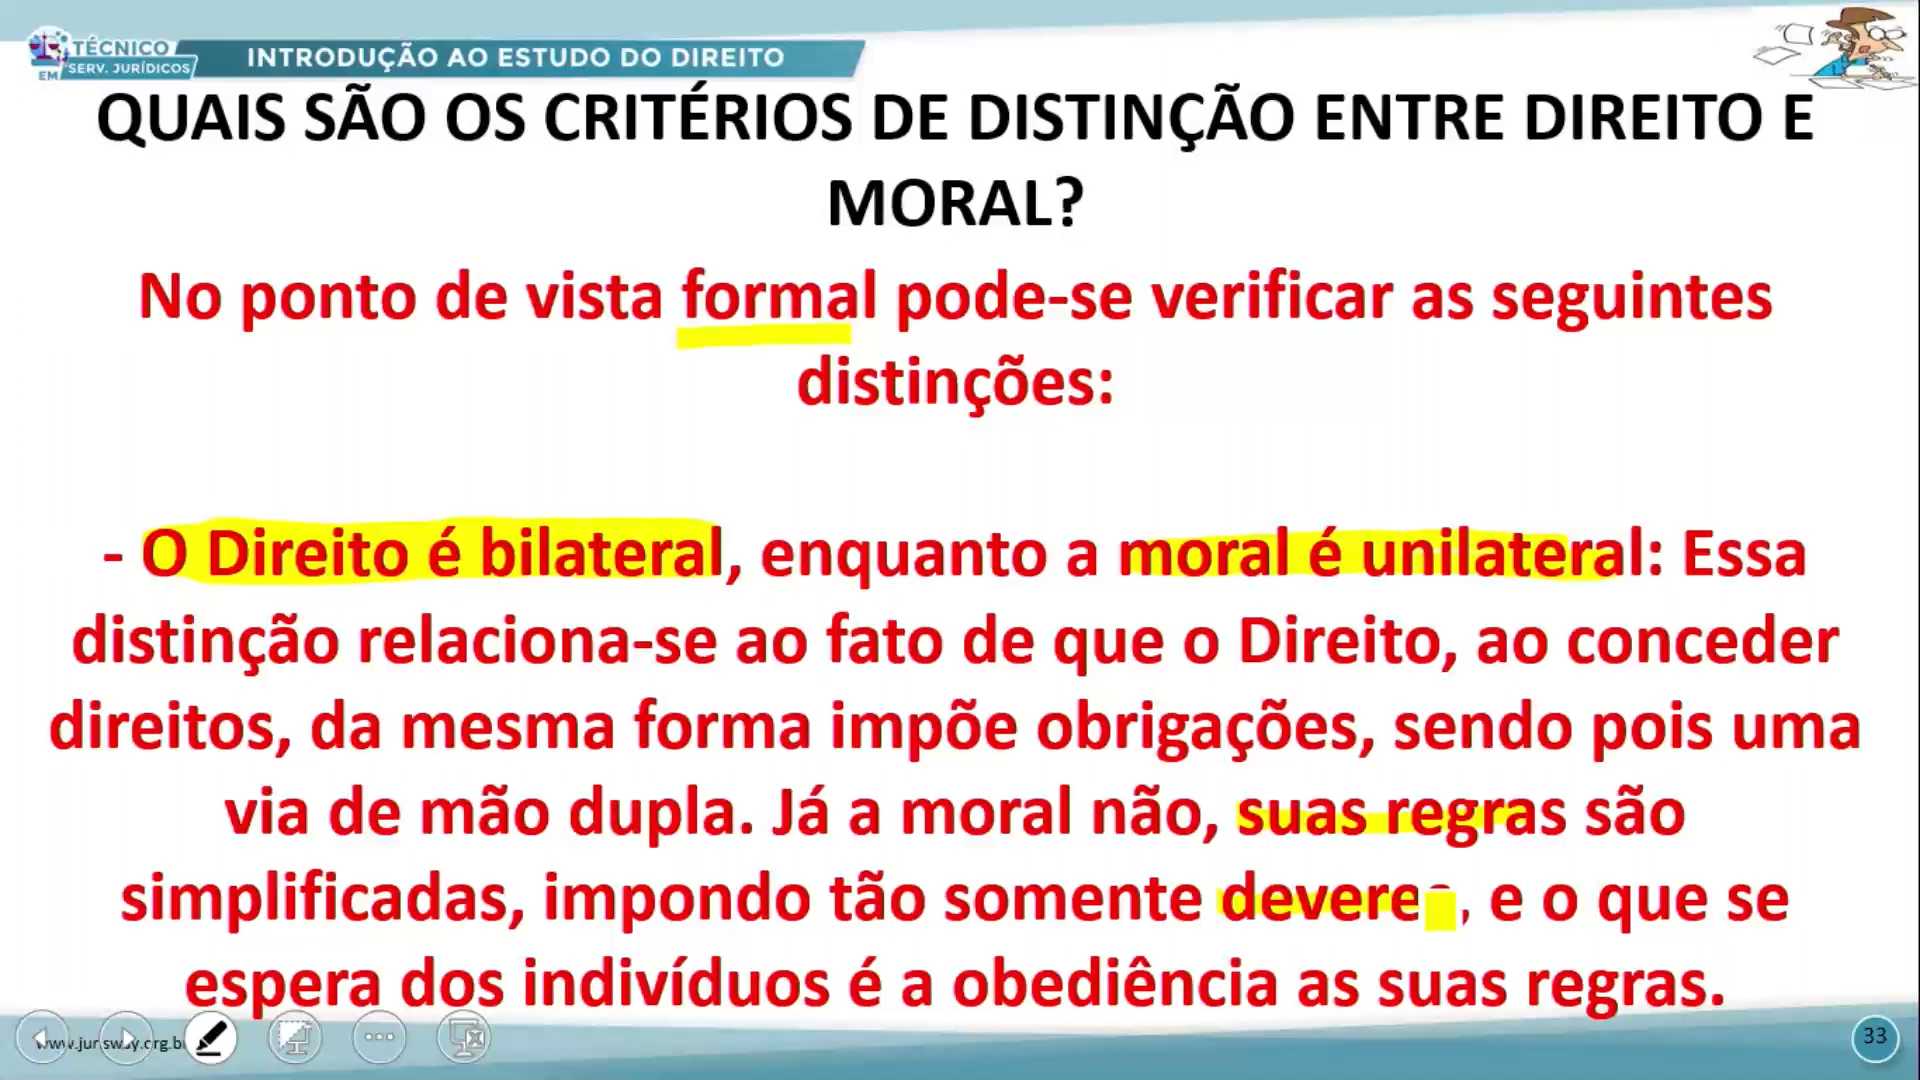 TÉCNICO
EM SERV. JURÍDICOS
INTRODUÇÃO AO ESTUDO DO DIREITO
QUAIS SÃO OS CRITÉRIOS DE DISTINÇÃO ENTRE DIREITO E
MORAL?
No ponto de vista formal pode-se verificar as seguintes
distinções:
- O Direito é bilateral, enquanto a moral é unilateral: Essa
distinção relaciona-se ao fato de que o Direito, ao conceder
direitos, da mesma forma impõe obrigações, sendo pois uma
via de mão dupla. Já a moral não, suas regras são
simplificadas, impondo tão somente deveres, e o que se
espera dos indivíduos é a obediência as suas regras.
www.jurisway.org.br
33